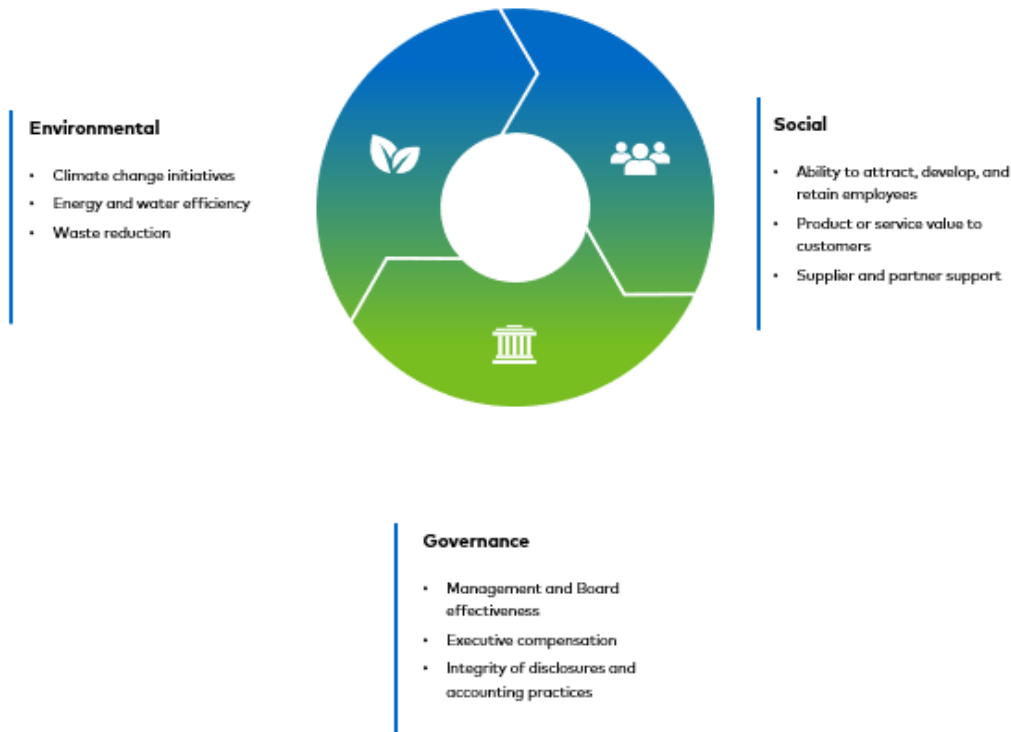 Environmental
• Climate change initiatives
• Energy and water efficiency
• Waste reduction
Social
• Ability to attract, develop, and
retain employees
• Product or service value to
customers
• Supplier and partner support
Governance
• Management and Board
effectiveness
• Executive compensation
• Integrity of disclosures and
accounting practices